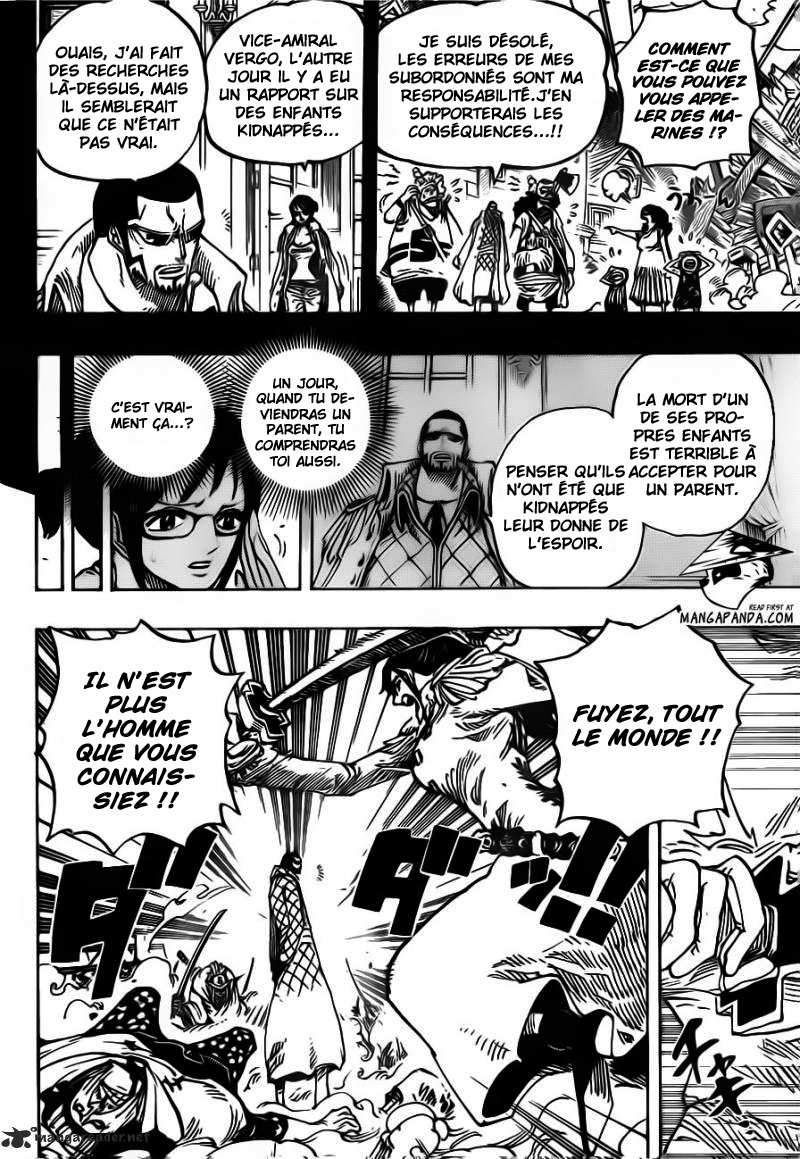 COMMENT
EST-CE QUE
VOUS POUVEZ
VOUS APPE-
LER DES MA-
RINES !?
JE SUIS DÉSOLÉ,
LES ERREURS DE MES
SUBORDONNÉS SONT MA
RESPONSABILITÉ.J'EN
SUPPORTERAIS LES
CONSÉQUENCES...!!
VICE-AMIRAL
VERGO, L'AUTRE
JOUR IL Y A EU
UN RAPPORT SUR
DES ENFANTS
KIDNAPPÉS...
OUAIS, J'AI FAIT
DES RECHERCHES
LÀ-DESSUS, MAIS
IL SEMBLERAIT
QUE CE N'ÉTAIT
PAS VRAI.
LA MORT D'UN
DE SES PRO-
PRES ENFANTS
EST TERRIBLE À
ACCEPTER POUR
UN PARENT.
PENSER QU'ILS
N'ONT ÉTÉ QUE
KIDNAPPÉS
LEUR DONNE DE
L'ESPOIR.
UN JOUR,
QUAND TU DE-
VIENDRAS UN
PARENT, TU
COMPRENDRAS
TOI AUSSI.
C'EST VRAI-
MENT ÇA...?
READ FIRST AT
MANGAPANDA.COM
FUYEZ, TOUT
LE MONDE !!
IL N'EST
PLUS
L'HOMME
QUE VOUS
CONNAIS-
SIEZ !!
チャキ
ダダ!!
mangareader.net